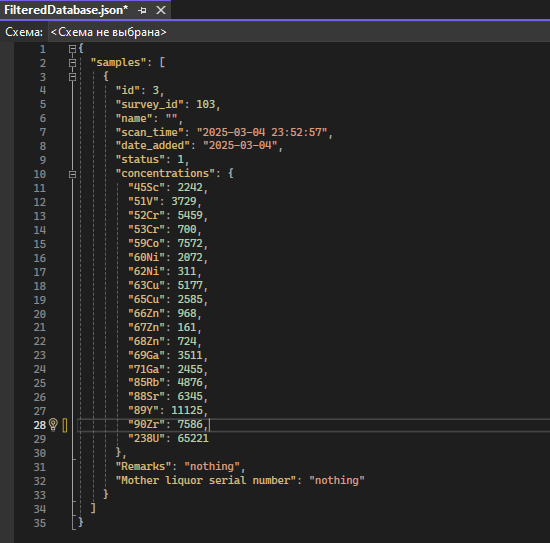 FilteredDatabase.json*
Схема: <Схема не выбрана>
1 {
2 "samples": [
3 {
4 "id": 3,
5 "survey_id": 103,
6 "name": "",
7 "scan_time": "2025-03-04 23:52:57",
8 "date_added": "2025-03-04",
9 "status": 1,
10 "concentrations": {
11 "45Sc": 2242,
12 "51V": 3729,
13 "52Cr": 5459,
14 "53Cr": 700,
15 "59Co": 7572,
16 "60Ni": 2072,
17 "62Ni": 311,
18 "63Cu": 5177,
19 "65Cu": 2585,
20 "66Zn": 968,
21 "67Zn": 161,
22 "68Zn": 724,
23 "69Ga": 3511,
24 "71Ga": 2455,
25 "85Rb": 4876,
26 "88Sr": 6345,
27 "89Y": 11125,
28 "90Zr": 7586,
29 "238U": 65221
30 },
31 "Remarks": "nothing",
32 "Mother liquor serial number": "nothing"
33 }
34 ]
35 }